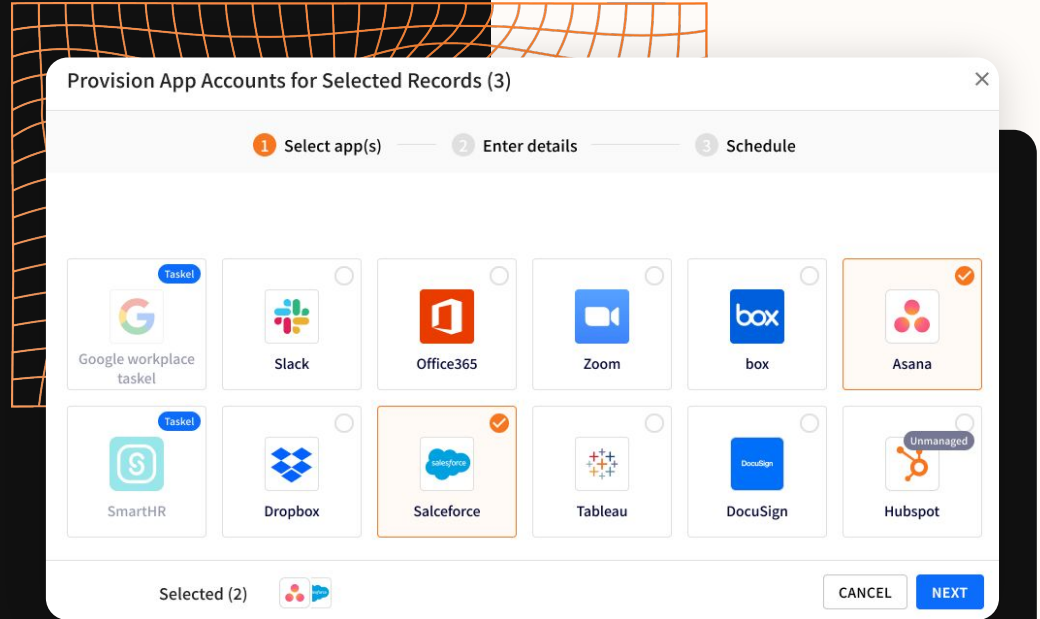 Provision App Accounts for Selected Records (3)
1 Select app(s)
2 Enter details
3 Schedule
Taskel
Google workplace
taskel
Slack
Office365
Zoom
box
box
Asana
Taskel
SmartHR
Dropbox
salesforce
Salceforce
Tableau
DocuSign
DocuSign
Unmanaged
Hubspot
Selected (2)
CANCEL
NEXT